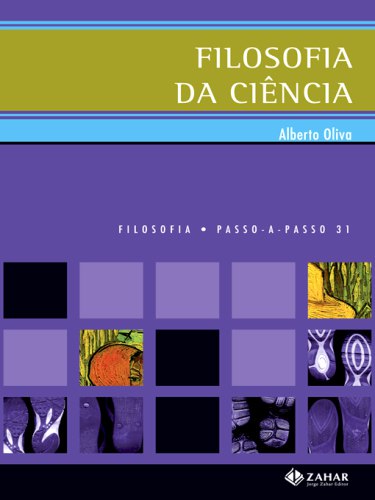 FILOSOFIA
DA CIÊNCIA
Alberto Oliva
FILOSOFIA • PASSO-A-PASSO 31
ZAHAR
Jorge Zahar Editor